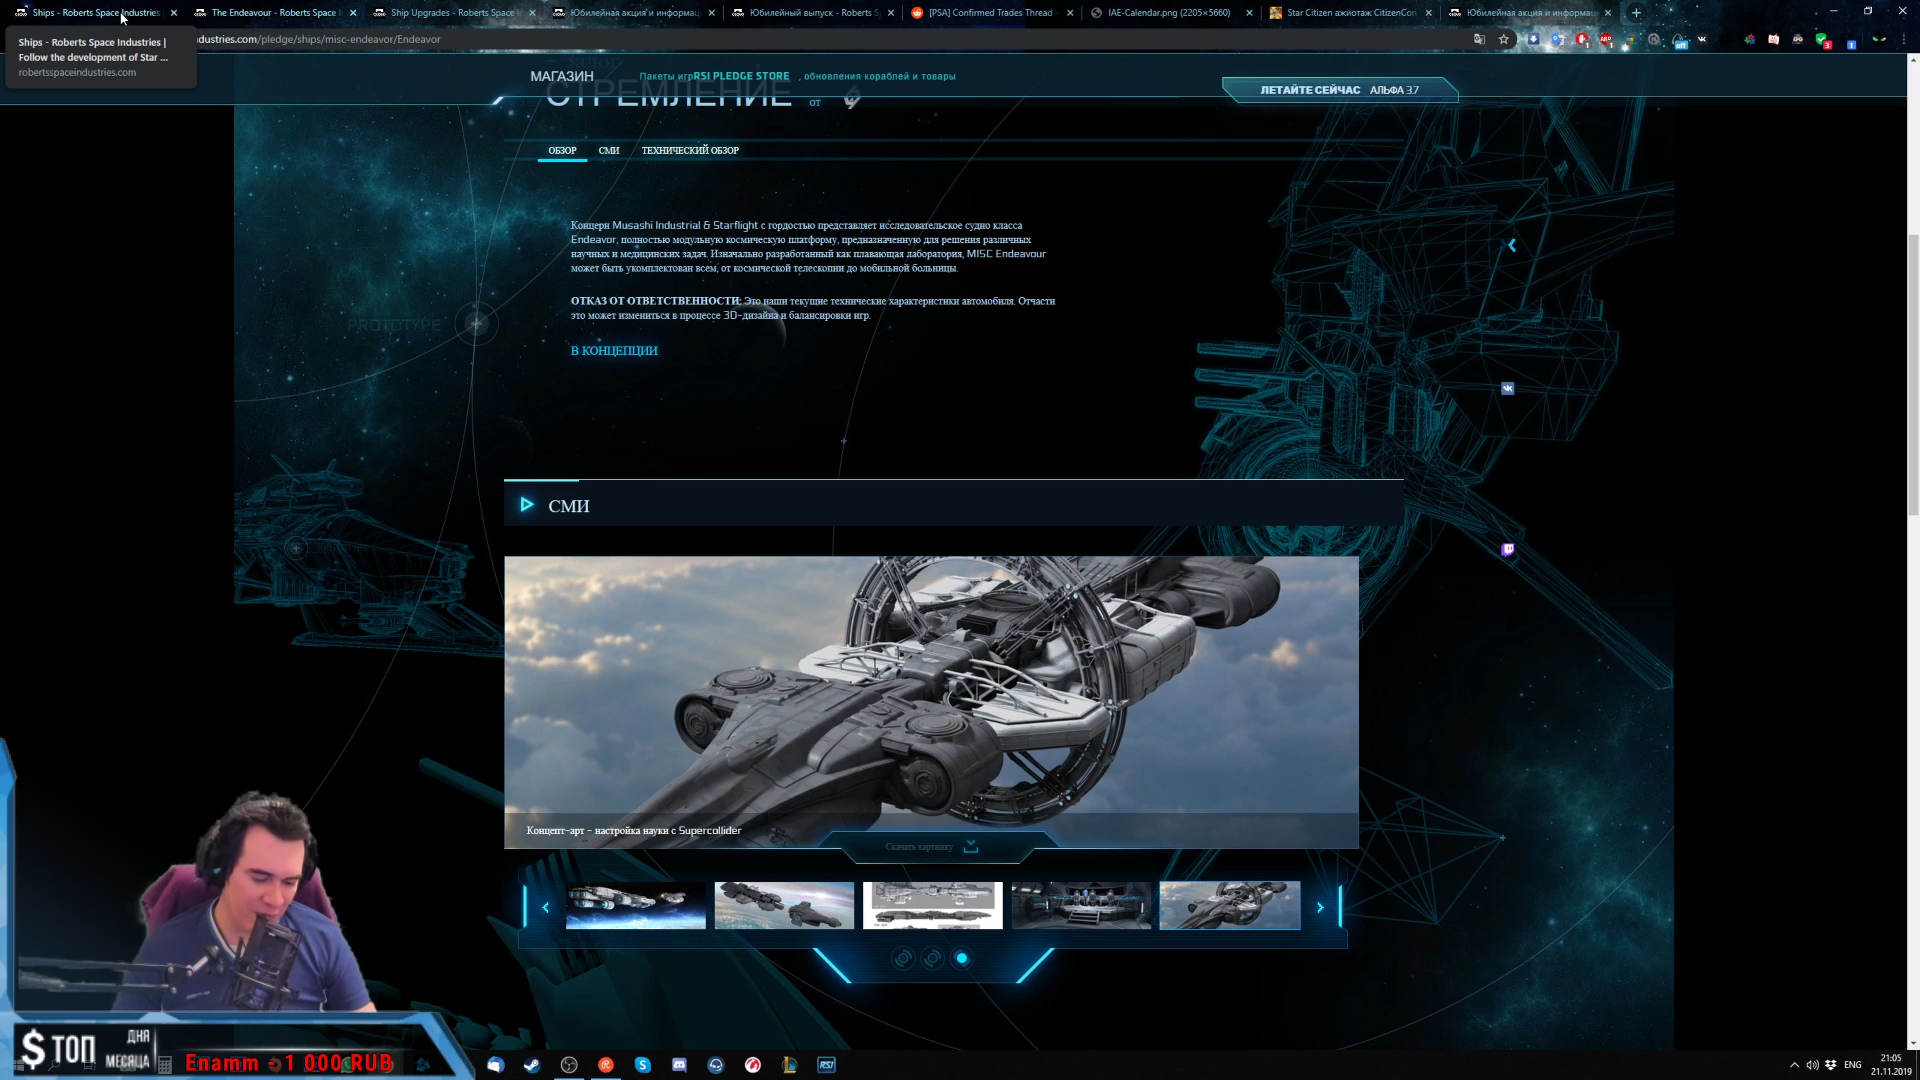 Ships - Roberts Space Industries
The Endeavour - Roberts Space I
Ship Upgrades - Roberts Space I
Юбилейная акция и информац
Юбилейный выпуск - Roberts S
[PSA] Confirmed Trades Thread
IAE-Calendar.png (2205×5660)
Star Citizen ажиотаж CitizenCon
Юбилейная акция и информац
Ships - Roberts Space Industries |
Follow the development of Star ...
robertsspaceindustries.com
dustries.com/pledge/ships/misc-endeavor/Endeavor
МАГАЗИН
Пакеты игрRSI PLEDGE STORE , обновления кораблей и товары
ЛЕТАЙТЕ СЕЙЧАС АЛЬФА 3.7
СТРЕМЛЕНИЕ от
ОБЗОР СМИ ТЕХНИЧЕСКИЙ ОБЗОР
Концерн Musashi Industrial & Starflight с гордостью представляет исследовательское судно класса
Endeavor, полностью модульную космическую платформу, предназначенную для решения различных
научных и медицинских задач. Изначально разработанный как плавающая лаборатория, MISC Endeavour
может быть укомплектован всем, от космической телескопии до мобильной больницы.
ОТКАЗ ОТ ОТВЕТСТВЕННОСТИ: Это наши текущие технические характеристики автомобиля. Отчасти
это может измениться в процессе 3D-дизайна и балансировки игр.
PROTOTYPE
В КОНЦЕПЦИИ
СМИ
Концепт-арт - настройка науки с Supercollider
Скачать картинку
$ ТОП
ДНЯ
МЕСЯЦА
Enamm - 1 000 RUB
RSI
ENG
21:05
21.11.2019